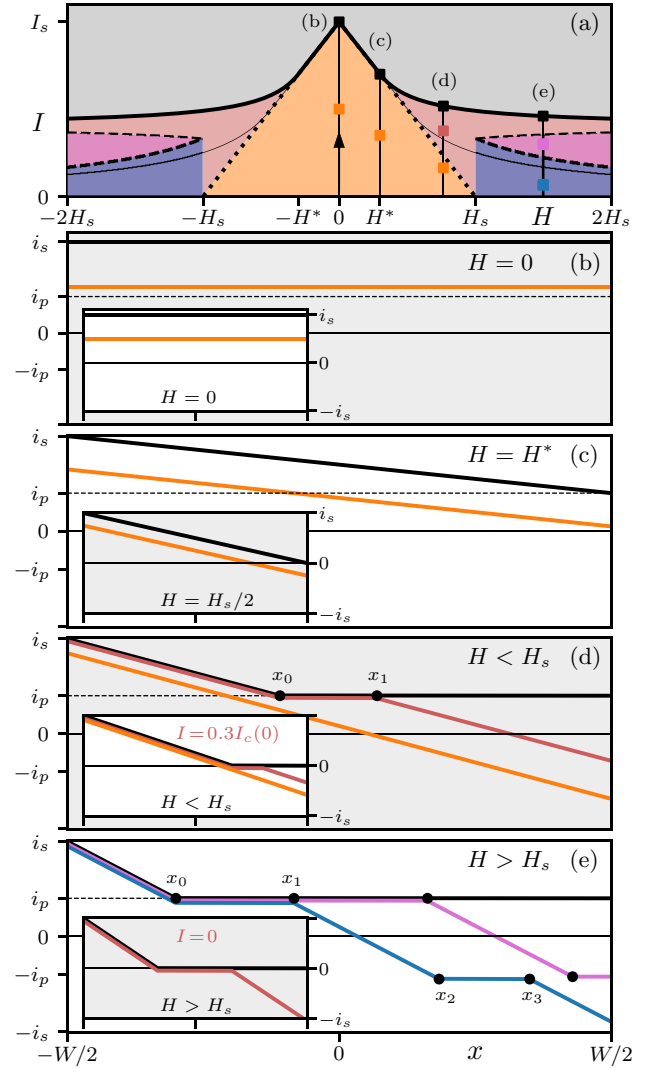 I_s
(b)
(a)
(c)
(d)
(e)
I
0
−2H_s
−H_s
−H*
0
H*
H_s
H
2H_s
i_s
H = 0
(b)
i_p
0
−i_p
i_s
0
H = 0
−i_s
i_s
H = H*
(c)
i_p
0
−i_p
i_s
0
H = H_s/2
−i_s
i_s
H < H_s
(d)
x_0
x_1
i_p
0
−i_p
I = 0.3I_c(0)
0
H < H_s
−i_s
i_s
H > H_s
(e)
x_0
x_1
i_p
0
−i_p
−i_s
I = 0
0
H > H_s
−i_s
x_2
x_3
−W/2
0
x
W/2